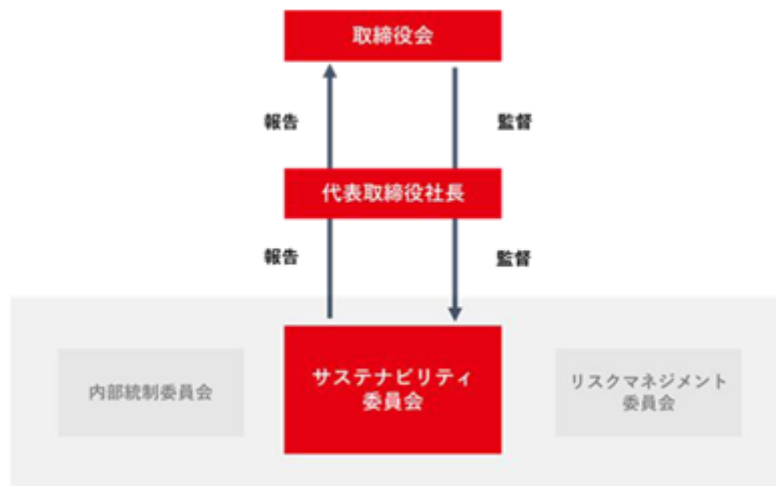 取締役会
報告
監督
代表取締役社長
報告
監督
内部統制委員会
サステナビリティ
委員会
リスクマネジメント
委員会